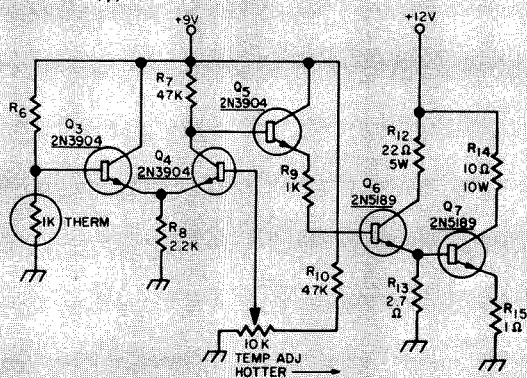 +9V
+12V
R7
47K
Q5
2N3904
R6
Q3
2N3904
Q4
2N3904
R12
22Ω
5W
R14
10Ω
10W
R9
1K
Q6
2N5189
Q7
2N5189
1K THERM
R8
2.2K
R10
47K
R13
2.7
Ω
R15
1Ω
10K
TEMP ADJ
HOTTER